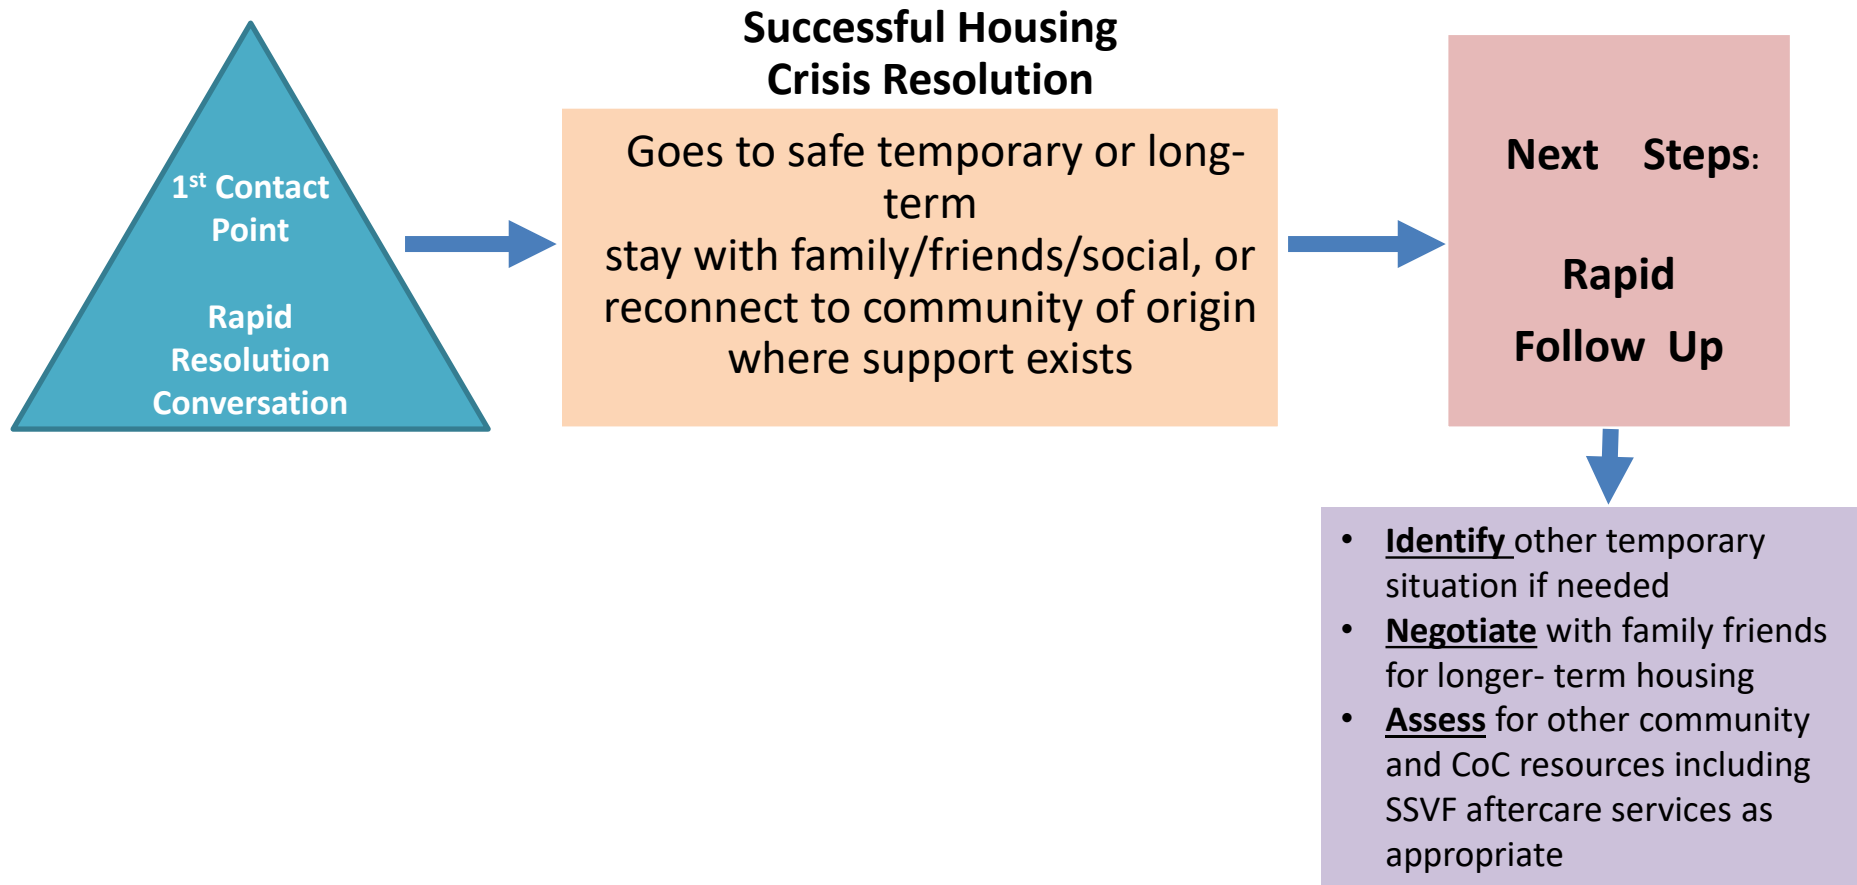 1st Contact
Point
Rapid
Resolution
Conversation
Successful Housing
Crisis Resolution
Goes to safe temporary or long-
term
stay with family/friends/social, or
reconnect to community of origin
where support exists
Next Steps:
Rapid
Follow Up
• Identify other temporary
situation if needed
• Negotiate with family friends
for longer- term housing
• Assess for other community
and CoC resources including
SSVF aftercare services as
appropriate